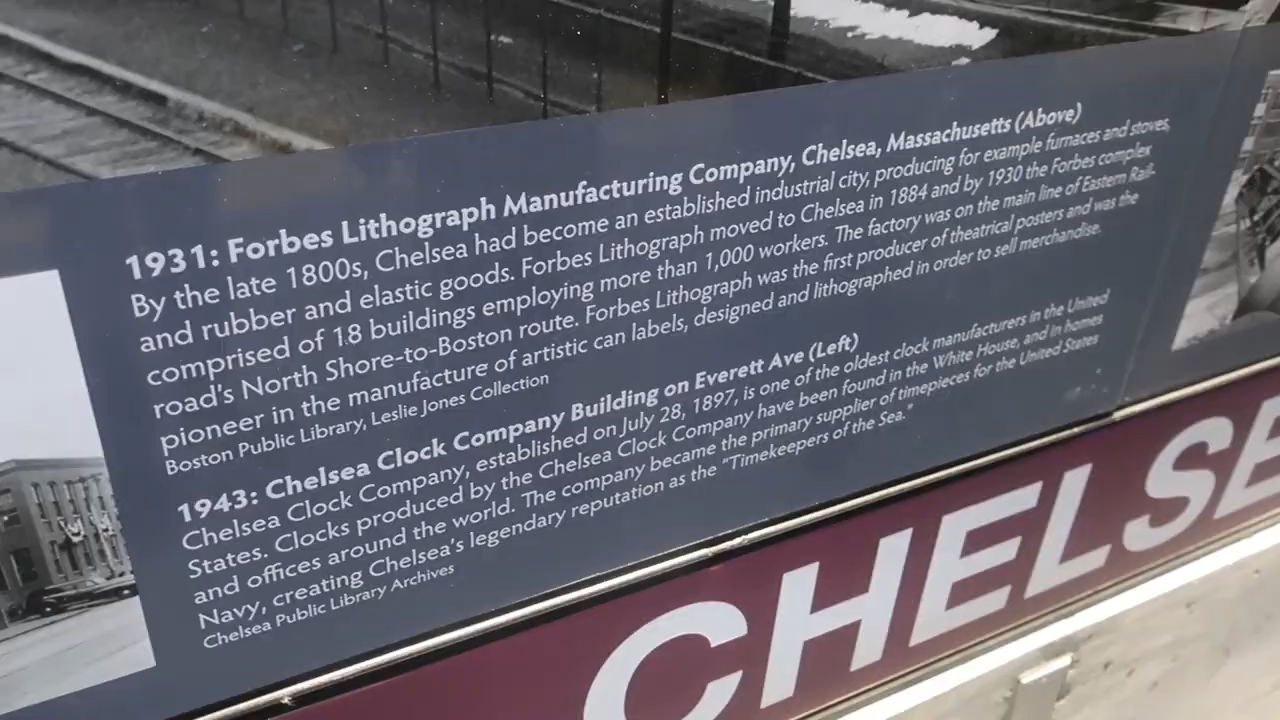 1931: Forbes Lithograph Manufacturing Company, Chelsea, Massachusetts (Above)
By the late 1800s, Chelsea had become an established industrial city, producing for example furnaces and stoves,
and rubber and elastic goods. Forbes Lithograph moved to Chelsea in 1884 and by 1930 the Forbes complex
comprised of 18 buildings employing more than 1,000 workers. The factory was on the main line of Eastern Rail-
road's North Shore-to-Boston route. Forbes Lithograph was the first producer of theatrical posters and was the
pioneer in the manufacture of artistic can labels, designed and lithographed in order to sell merchandise.
Boston Public Library, Leslie Jones Collection
1943: Chelsea Clock Company Building on Everett Ave (Left)
Chelsea Clock Company, established on July 28, 1897, is one of the oldest clock manufacturers in the United
States. Clocks produced by the Chelsea Clock Company have been found in the White House, and in homes
and offices around the world. The company became the primary supplier of timepieces for the United States
Navy, creating Chelsea's legendary reputation as the "Timekeepers of the Sea."
Chelsea Public Library Archives
CHELSE